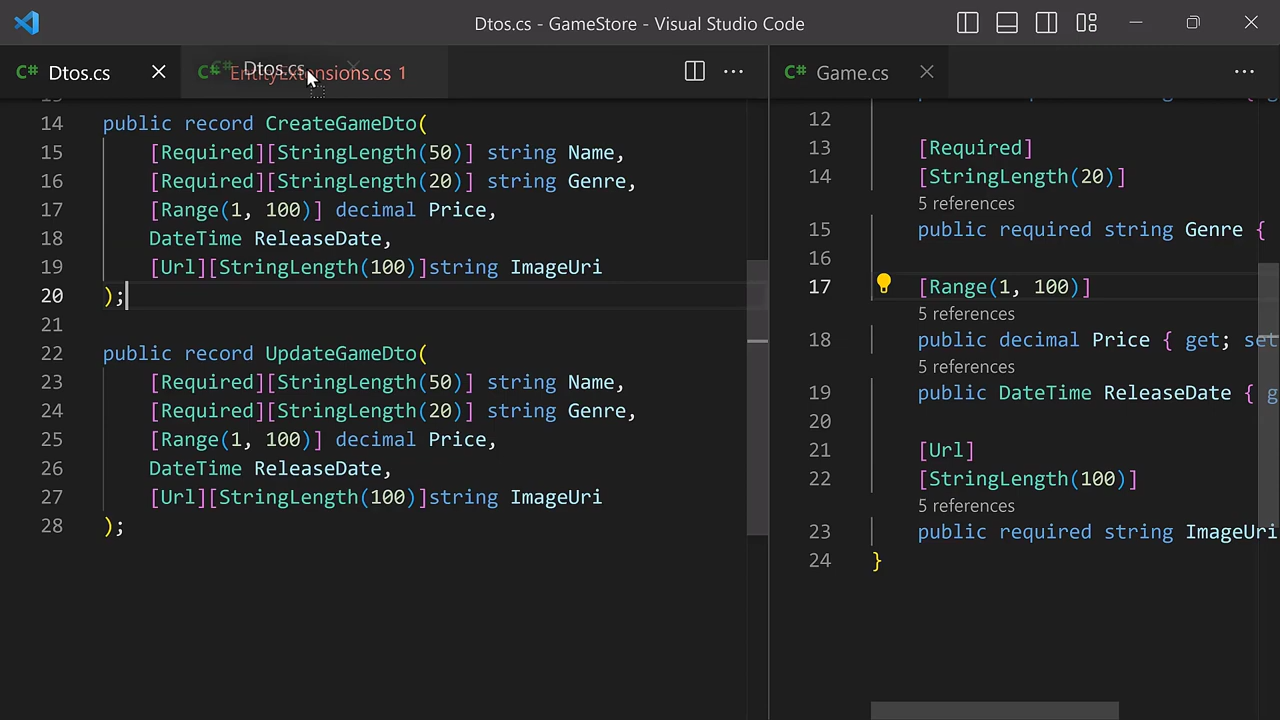 Dtos.cs - GameStore - Visual Studio Code
C# Dtos.cs
C# EntityExtensions.cs 1
Dtos.cs
C# Game.cs
14 public record CreateGameDto(
15 [Required][StringLength(50)] string Name,
16 [Required][StringLength(20)] string Genre,
17 [Range(1, 100)] decimal Price,
18 DateTime ReleaseDate,
19 [Url][StringLength(100)]string ImageUri
20 );
21
22 public record UpdateGameDto(
23 [Required][StringLength(50)] string Name,
24 [Required][StringLength(20)] string Genre,
25 [Range(1, 100)] decimal Price,
26 DateTime ReleaseDate,
27 [Url][StringLength(100)]string ImageUri
28 );
12
13 [Required]
14 [StringLength(20)]
5 references
15 public required string Genre {
16
17 [Range(1, 100)]
5 references
18 public decimal Price { get; set
5 references
19 public DateTime ReleaseDate { g
20
21 [Url]
22 [StringLength(100)]
5 references
23 public required string ImageUri
24 }